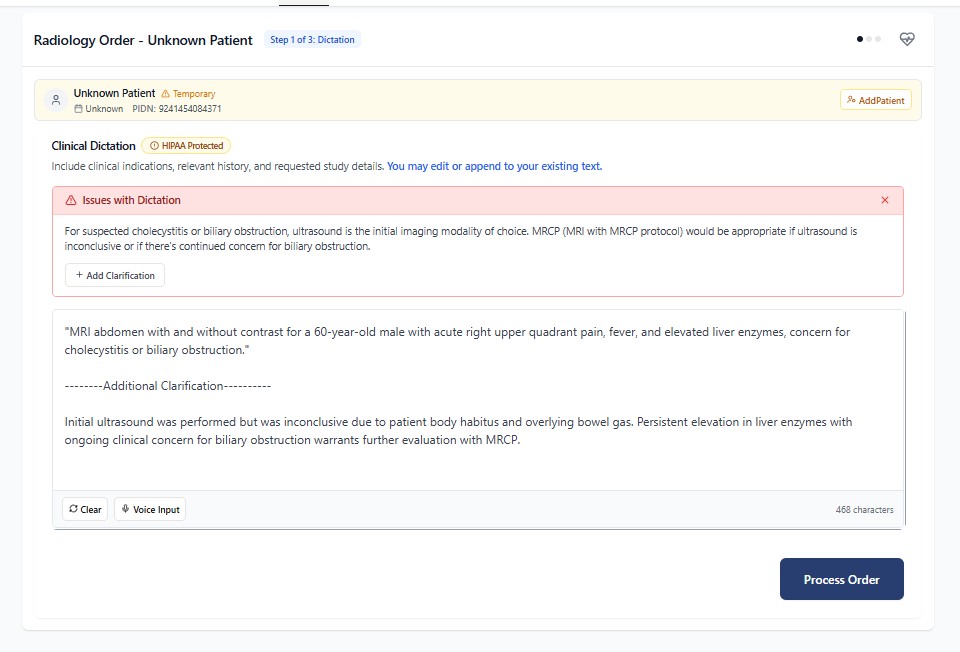 Radiology Order - Unknown Patient
Step 1 of 3: Dictation
Unknown Patient
Temporary
Unknown PIDN: 9241454084371
AddPatient
Clinical Dictation
HIPAA Protected
Include clinical indications, relevant history, and requested study details. You may edit or append to your existing text.
Issues with Dictation
For suspected cholecystitis or biliary obstruction, ultrasound is the initial imaging modality of choice. MRCP (MRI with MRCP protocol) would be appropriate if ultrasound is
inconclusive or if there's continued concern for biliary obstruction.
+ Add Clarification
"MRI abdomen with and without contrast for a 60-year-old male with acute right upper quadrant pain, fever, and elevated liver enzymes, concern for
cholecystitis or biliary obstruction."
--------Additional Clarification----------
Initial ultrasound was performed but was inconclusive due to patient body habitus and overlying bowel gas. Persistent elevation in liver enzymes with
ongoing clinical concern for biliary obstruction warrants further evaluation with MRCP.
Clear
Voice Input
468 characters
Process Order